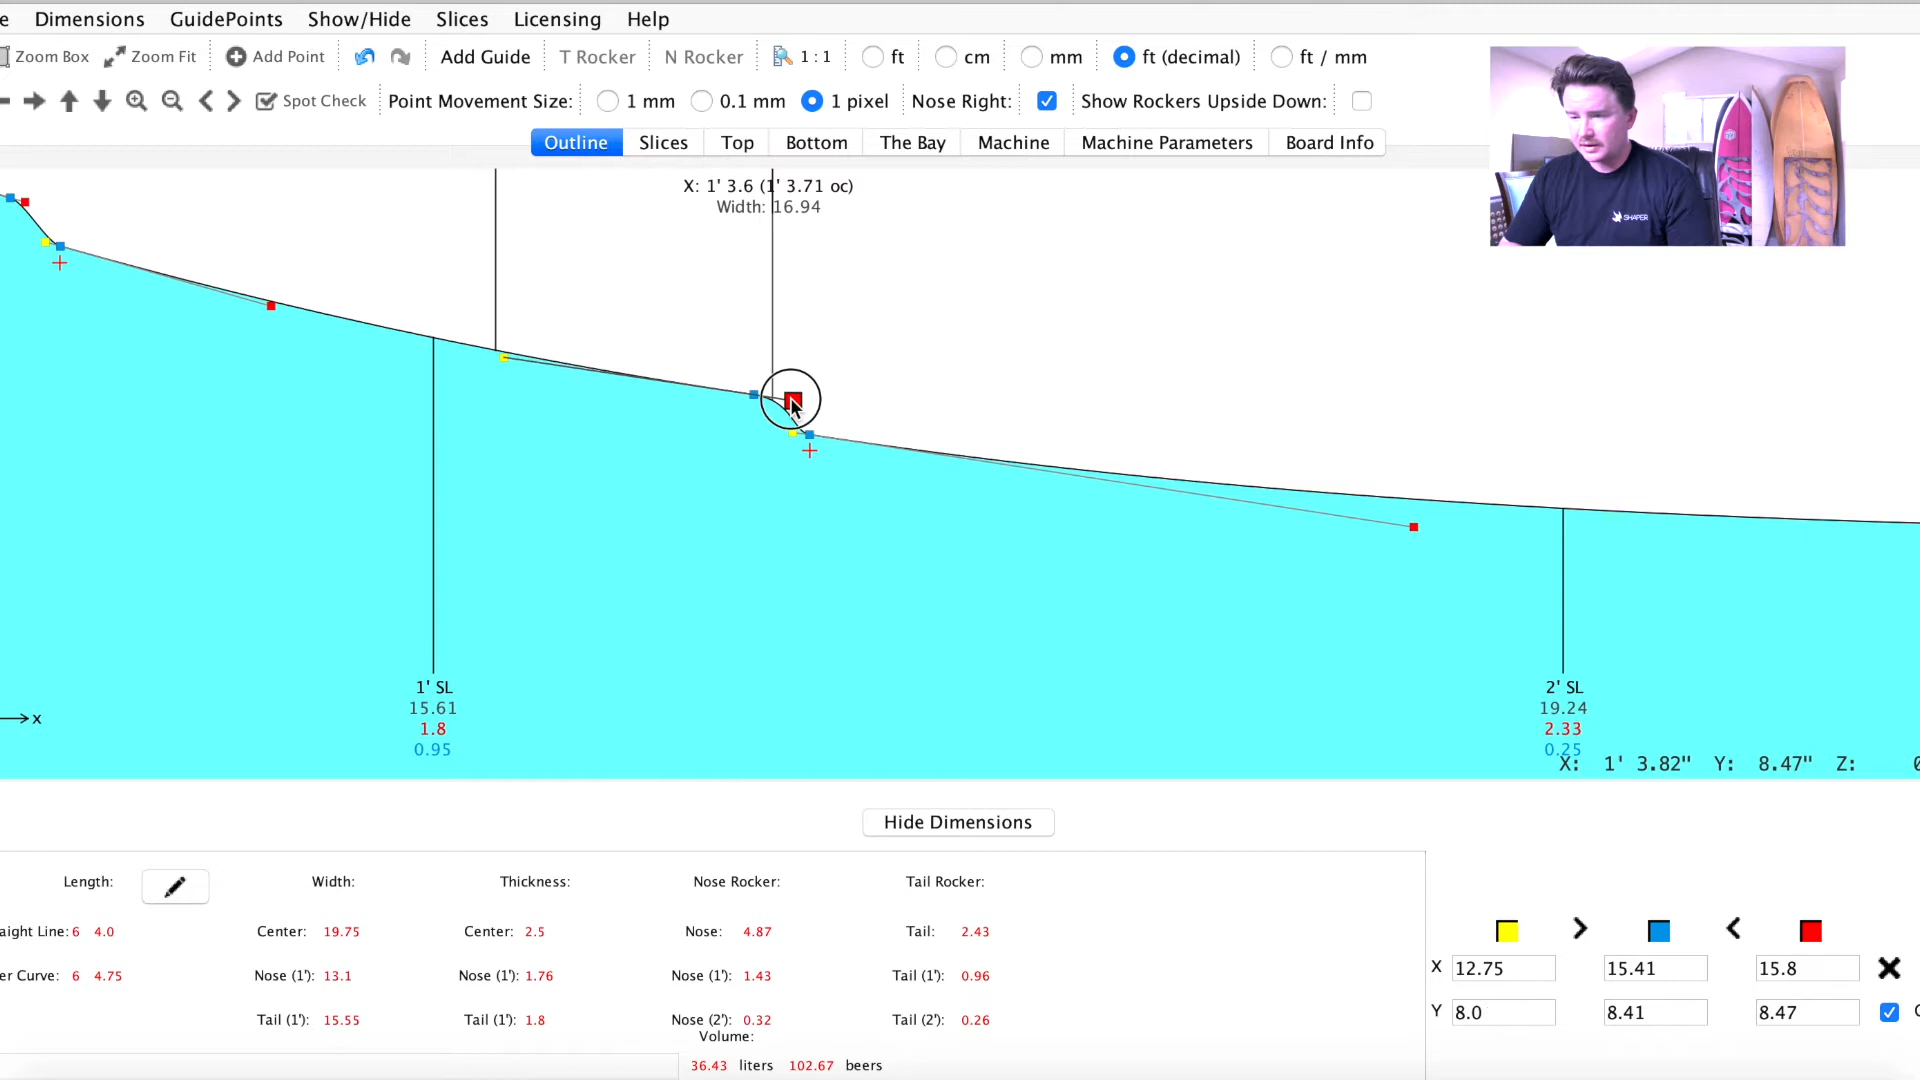 e Dimensions GuidePoints Show/Hide Slices Licensing Help
Zoom Box Zoom Fit Add Point Add Guide T Rocker N Rocker 1 : 1 ft cm mm ft (decimal) ft / mm
Spot Check Point Movement Size: 1 mm 0.1 mm 1 pixel Nose Right: Show Rockers Upside Down:
Outline Slices Top Bottom The Bay Machine Machine Parameters Board Info
X: 1' 3.6 (1' 3.71 oc)
Width: 16.94
SHAPER
1' SL
15.61
1.8
0.95
2' SL
19.24
2.33
0.25
x
X: 1' 3.82" Y: 8.47" Z:
Hide Dimensions
Length: Width: Thickness: Nose Rocker: Tail Rocker:
aight Line: 6 4.0 Center: 19.75 Center: 2.5 Nose: 4.87 Tail: 2.43
er Curve: 6 4.75 Nose (1'): 13.1 Nose (1'): 1.76 Nose (1'): 1.43 Tail (1'): 0.96
Tail (1'): 15.55 Tail (1'): 1.8 Nose (2'): 0.32 Tail (2'): 0.26
Volume:
36.43 liters 102.67 beers
X 12.75 15.41 15.8
Y 8.0 8.41 8.47